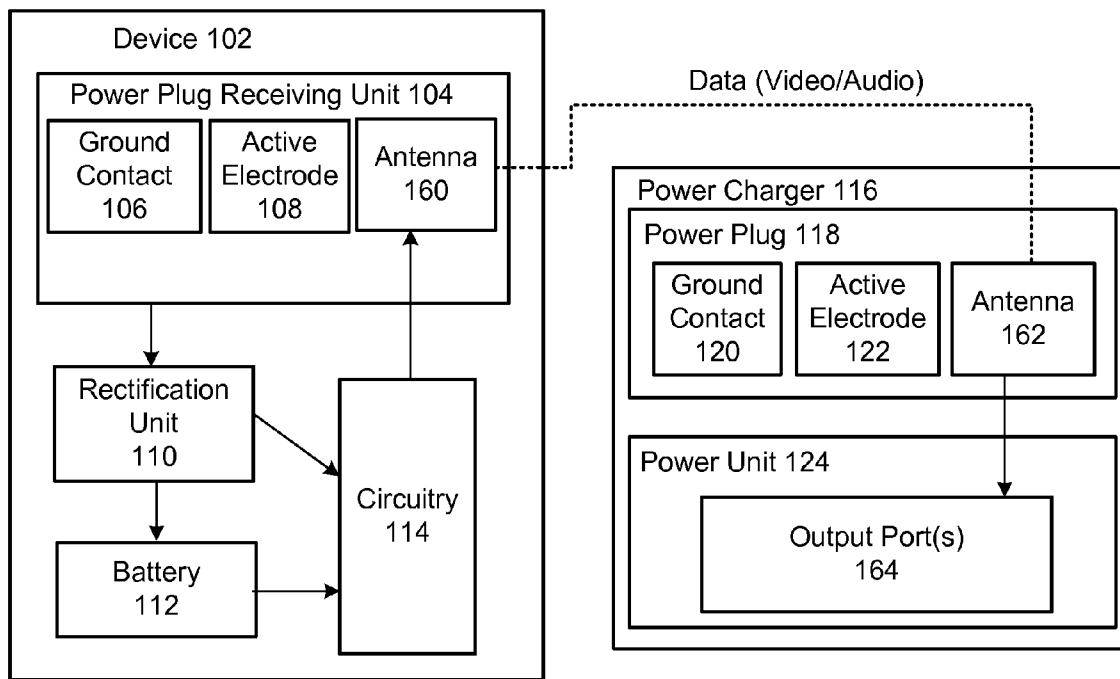 Device 102
Power Plug Receiving Unit 104
Ground
Contact
106
Active
Electrode
108
Antenna
160
Rectification
Unit
110
Battery
112
Circuitry
114
Data (Video/Audio)
Power Charger 116
Power Plug 118
Ground
Contact
120
Active
Electrode
122
Antenna
162
Power Unit 124
Output Port(s)
164